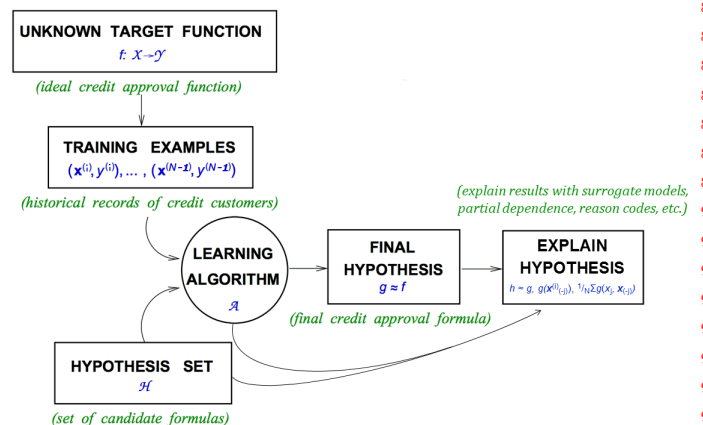 UNKNOWN TARGET FUNCTION
f: X→Y
(ideal credit approval function)
TRAINING EXAMPLES
(x⁽ⁱ⁾, y⁽ⁱ⁾), ... , (x⁽ᴺ⁻¹⁾, y⁽ᴺ⁻¹⁾)
(historical records of credit customers)
LEARNING
ALGORITHM
𝒜
FINAL
HYPOTHESIS
g ≈ f
(final credit approval formula)
(explain results with surrogate models,
partial dependence, reason codes, etc.)
EXPLAIN
HYPOTHESIS
h ≈ g, g(x⁽ⁱ⁾₍₋ⱼ₎), ¹/ₙΣg(xⱼ, x₍₋ⱼ₎)
HYPOTHESIS SET
ℋ
(set of candidate formulas)